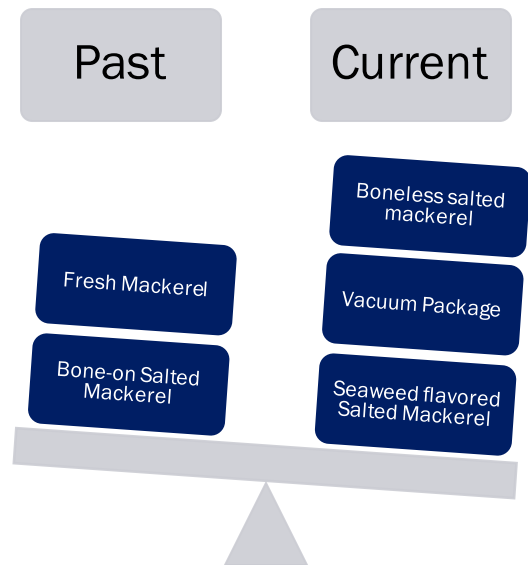 Past
Current
Fresh Mackerel
Bone-on Salted
Mackerel
Boneless salted
mackerel
Vacuum Package
Seaweed flavored
Salted Mackerel